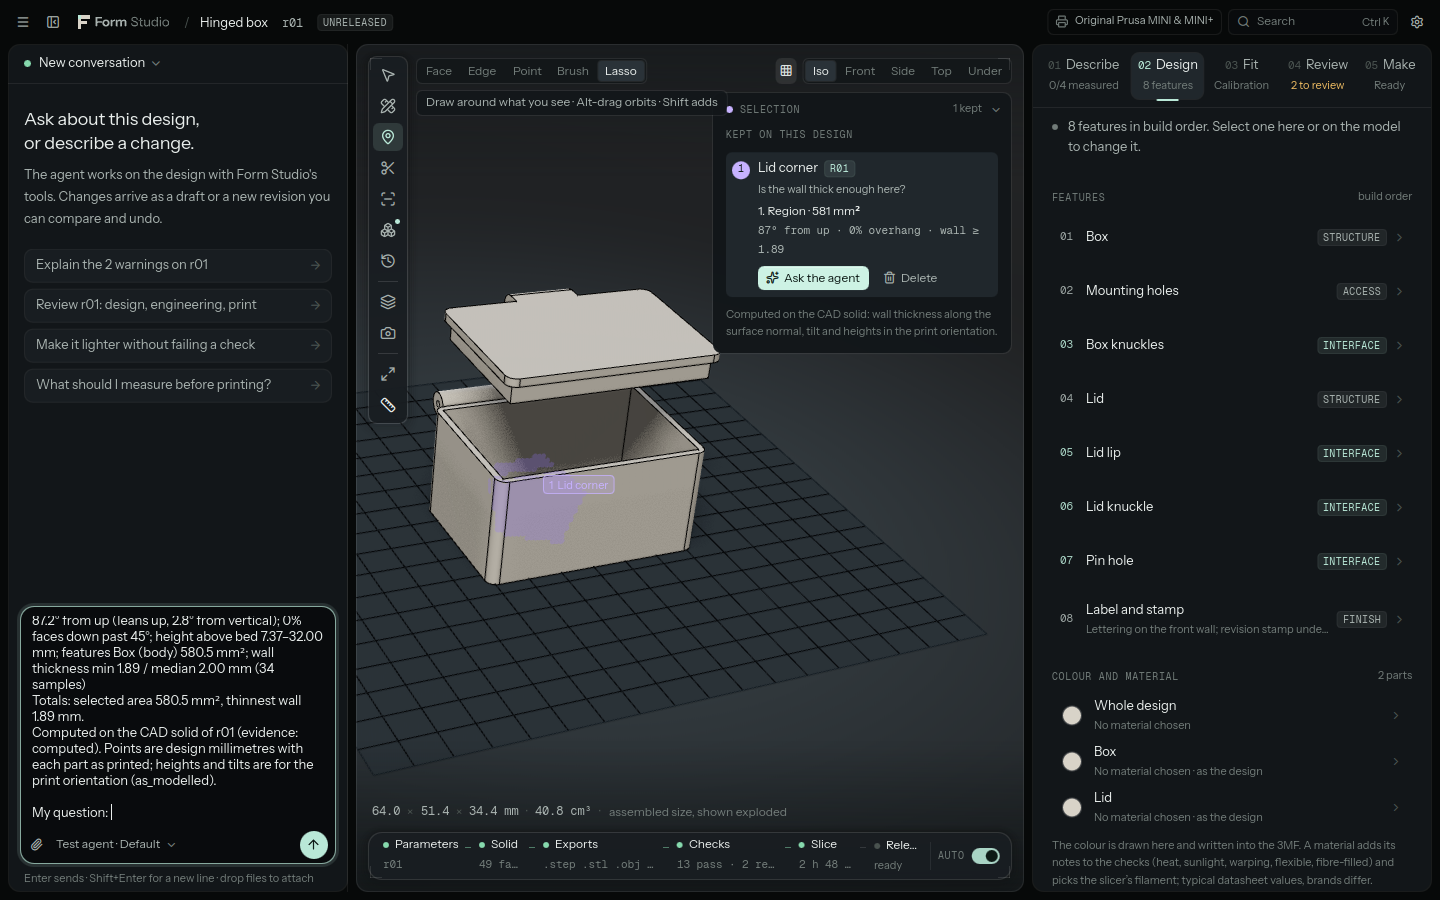 Form Studio / Hinged box r01 UNRELEASED
Original Prusa MINI & MINI+
Search Ctrl K
New conversation
Ask about this design,
or describe a change.
The agent works on the design with Form Studio's
tools. Changes arrive as a draft or a new revision you
can compare and undo.
Explain the 2 warnings on r01
Review r01: design, engineering, print
Make it lighter without failing a check
What should I measure before printing?
87.2° from up (leans up, 2.8° from vertical); 0%
faces down past 45°; height above bed 7.37–32.00
mm; features Box (body) 580.5 mm²; wall
thickness min 1.89 / median 2.00 mm (34
samples)
Totals: selected area 580.5 mm², thinnest wall
1.89 mm.
Computed on the CAD solid of r01 (evidence:
computed). Points are design millimetres with
each part as printed; heights and tilts are for the
print orientation (as_modelled).
My question:
Test agent · Default
Enter sends · Shift+Enter for a new line · drop files to attach
Face Edge Point Brush Lasso
Iso Front Side Top Under
Draw around what you see · Alt-drag orbits · Shift adds
SELECTION 1 kept
KEPT ON THIS DESIGN
1 Lid corner R01
Is the wall thick enough here?
1. Region · 581 mm²
87° from up · 0% overhang · wall ≥
1.89
Ask the agent Delete
Computed on the CAD solid: wall thickness along the
surface normal, tilt and heights in the print orientation.
1 Lid corner
64.0 × 51.4 × 34.4 mm · 40.8 cm³ · assembled size, shown exploded
Parameters Solid Exports Checks Slice Rele…
r01 49 fa… .step .stl .obj … 13 pass · 2 re… 2 h 48 … ready
AUTO
01 Describe 02 Design 03 Fit 04 Review 05 Make
0/4 measured 8 features Calibration 2 to review Ready
8 features in build order. Select one here or on the model
to change it.
FEATURES build order
01 Box STRUCTURE
02 Mounting holes ACCESS
03 Box knuckles INTERFACE
04 Lid STRUCTURE
05 Lid lip INTERFACE
06 Lid knuckle INTERFACE
07 Pin hole INTERFACE
08 Label and stamp FINISH
Lettering on the front wall; revision stamp unde…
COLOUR AND MATERIAL 2 parts
Whole design
No material chosen
Box
No material chosen · as the design
Lid
No material chosen · as the design
The colour is drawn here and written into the 3MF. A material adds its
notes to the checks (heat, sunlight, warping, flexible, fibre-filled) and
picks the slicer's filament; typical datasheet values, brands differ.